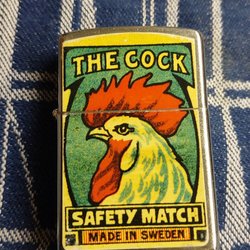 THE COCK
SAFETY MATCH
MADE IN SWEDEN